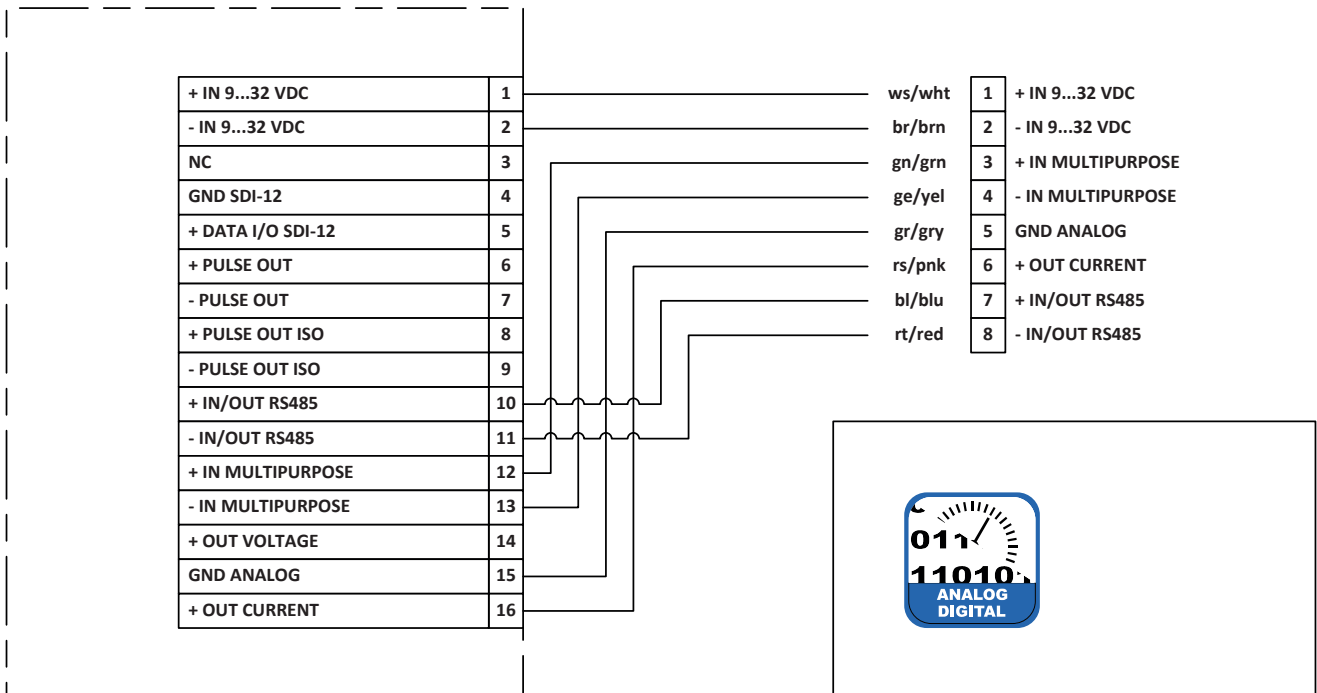 + IN 9...32 VDC 1
- IN 9...32 VDC 2
NC 3
GND SDI-12 4
+ DATA I/O SDI-12 5
+ PULSE OUT 6
- PULSE OUT 7
+ PULSE OUT ISO 8
- PULSE OUT ISO 9
+ IN/OUT RS485 10
- IN/OUT RS485 11
+ IN MULTIPURPOSE 12
- IN MULTIPURPOSE 13
+ OUT VOLTAGE 14
GND ANALOG 15
+ OUT CURRENT 16
ws/wht 1 + IN 9...32 VDC
br/brn 2 - IN 9...32 VDC
gn/grn 3 + IN MULTIPURPOSE
ge/yel 4 - IN MULTIPURPOSE
gr/gry 5 GND ANALOG
rs/pnk 6 + OUT CURRENT
bl/blu 7 + IN/OUT RS485
rt/red 8 - IN/OUT RS485
011
11010
ANALOG
DIGITAL